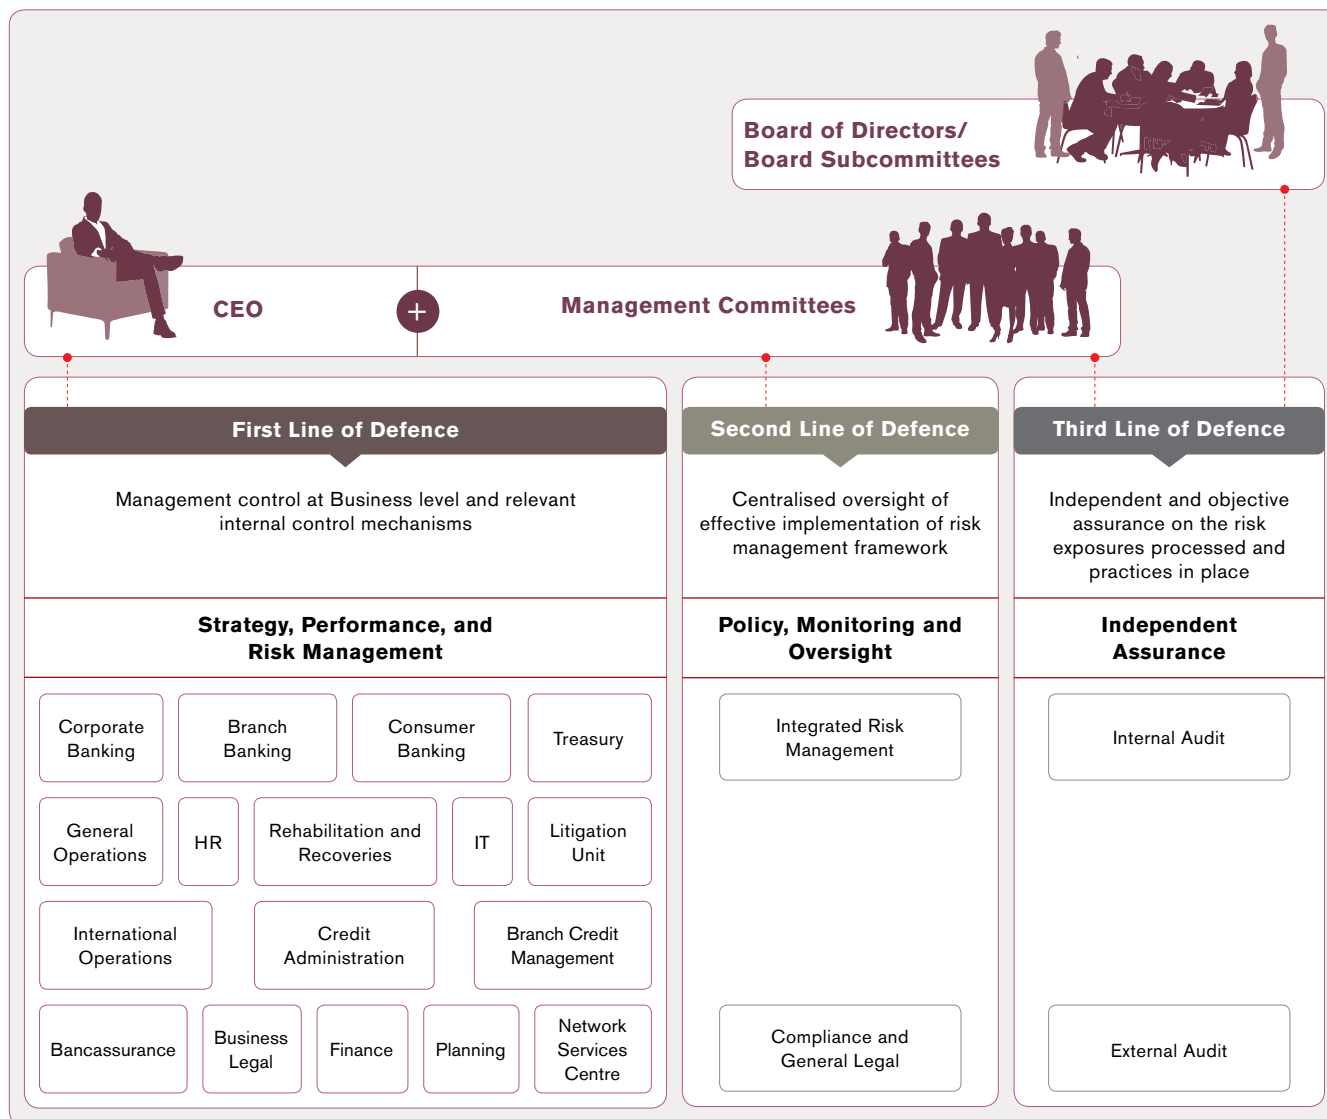 Board of Directors/
Board Subcommittees
CEO
+
Management Committees
First Line of Defence
Management control at Business level and relevant
internal control mechanisms
Strategy, Performance, and
Risk Management
Corporate
Banking
Branch
Banking
Consumer
Banking
Treasury
General
Operations
HR
Rehabilitation and
Recoveries
IT
Litigation
Unit
International
Operations
Credit
Administration
Branch Credit
Management
Bancassurance
Business
Legal
Finance
Planning
Network
Services
Centre
Second Line of Defence
Centralised oversight of
effective implementation of risk
management framework
Policy, Monitoring and
Oversight
Integrated Risk
Management
Compliance and
General Legal
Third Line of Defence
Independent and objective
assurance on the risk
exposures processed and
practices in place
Independent
Assurance
Internal Audit
External Audit